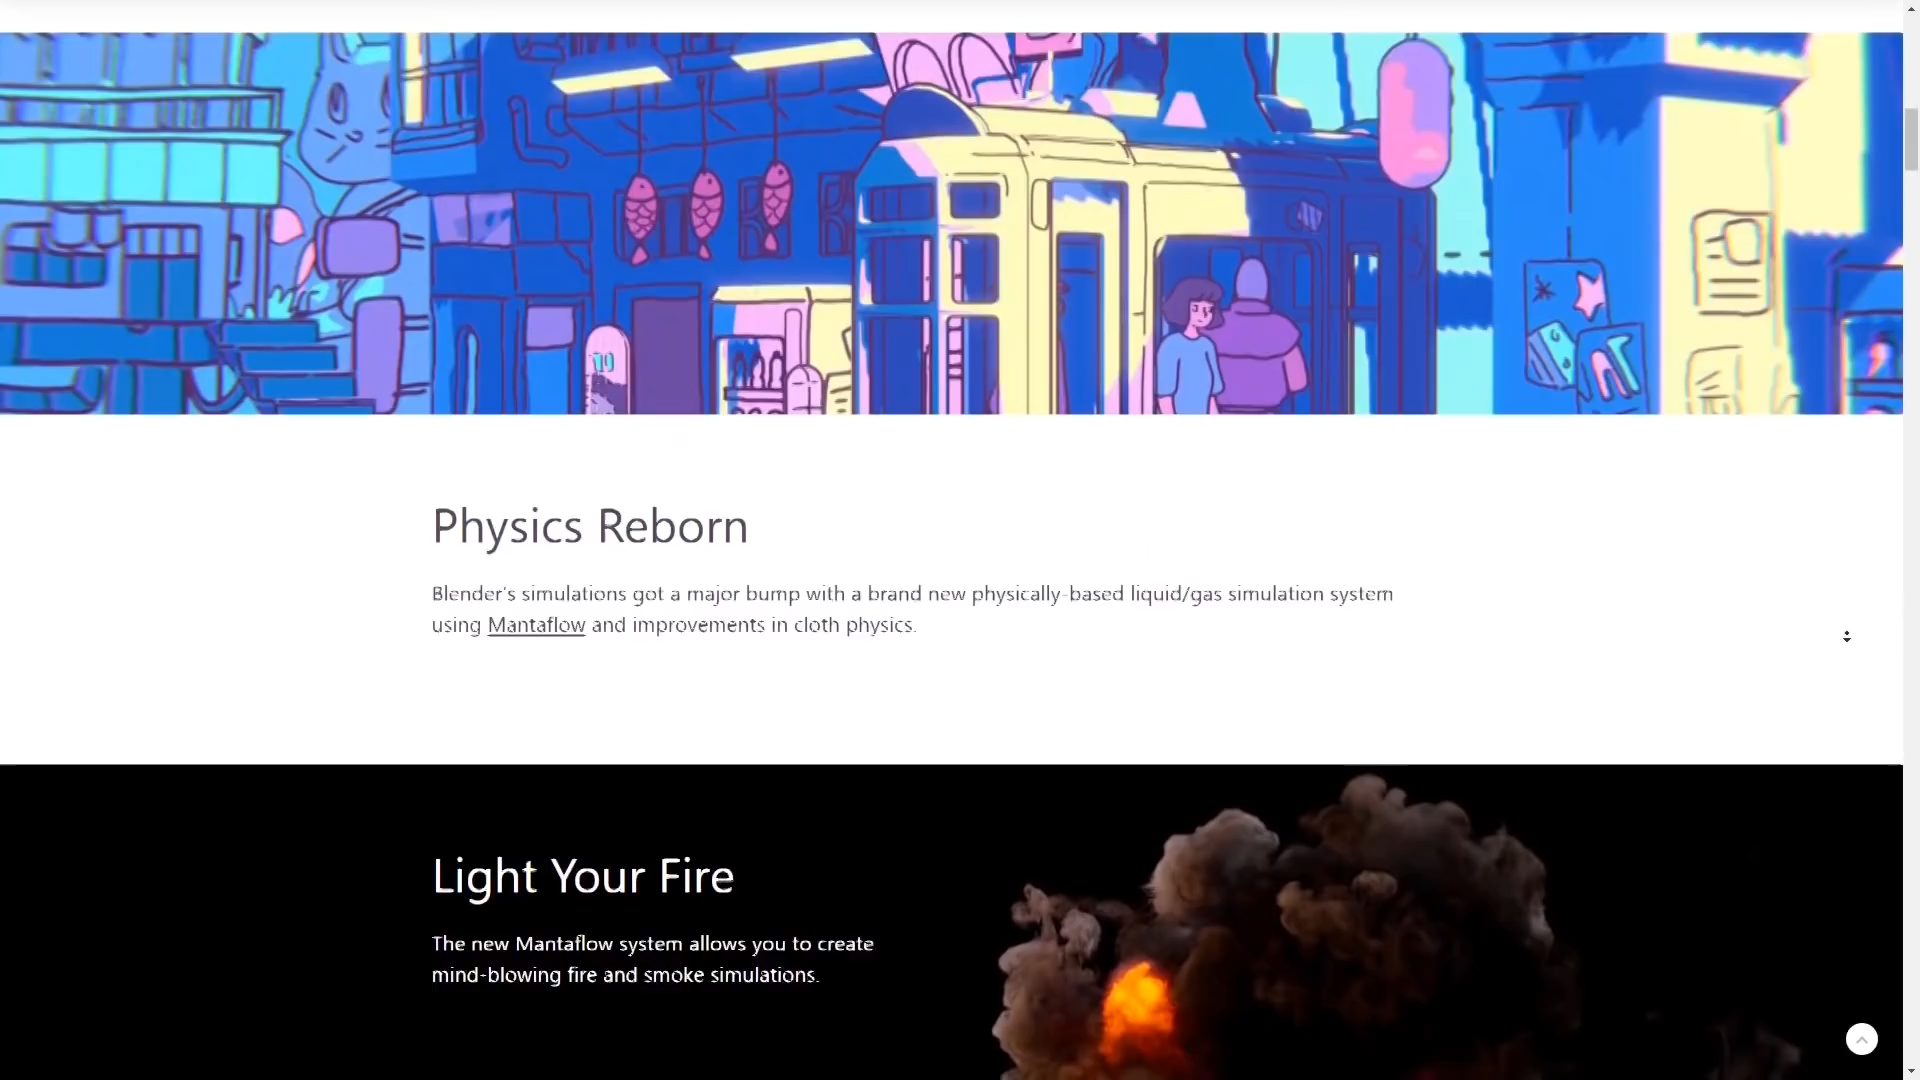 Physics Reborn
Blender's simulations got a major bump with a brand new physically-based liquid/gas simulation system
using Mantaflow and improvements in cloth physics.
Light Your Fire
The new Mantaflow system allows you to create
mind-blowing fire and smoke simulations.